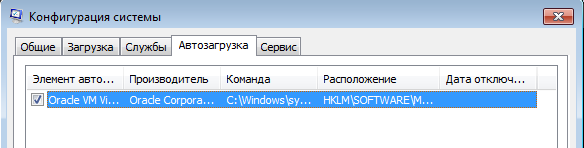 Конфигурация системы
Общие Загрузка Службы Автозагрузка Сервис
Элемент авто... Производитель Команда Расположение Дата отключ...
Oracle VM Vi... Oracle Corpora... C:\Windows\sy... HKLM\SOFTWARE\M...